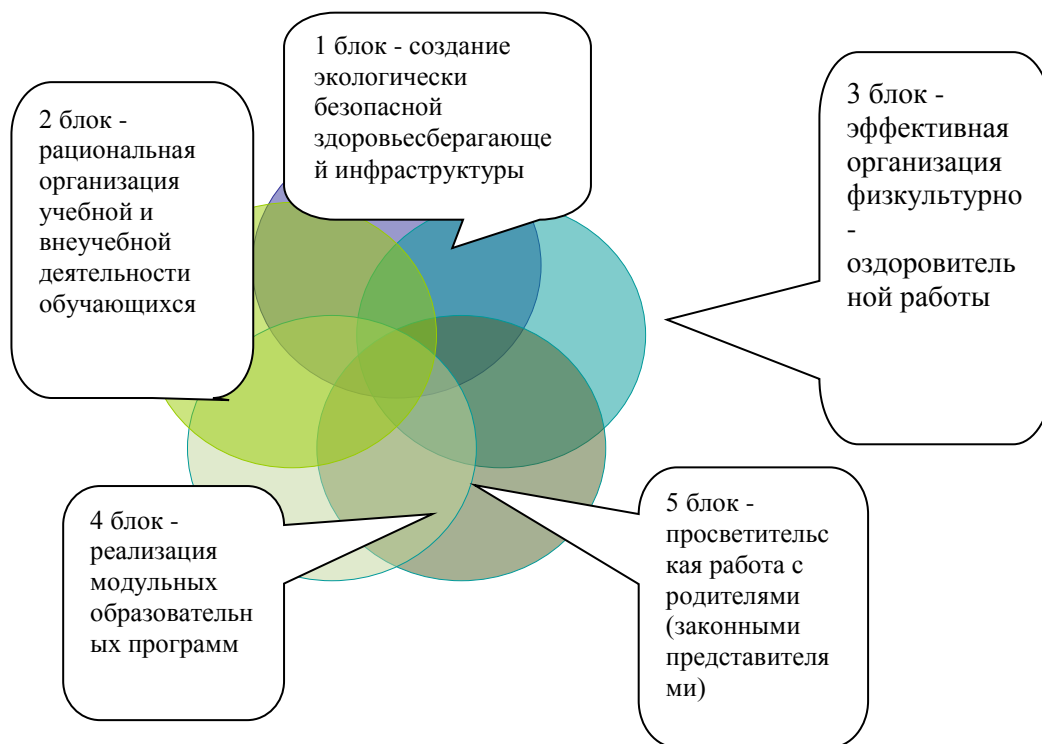 1 блок - создание
экологически
безопасной
здоровьесберагающе
й инфраструктуры
2 блок -
рациональная
организация
учебной и
внеучебной
деятельности
обучающихся
3 блок -
эффективная
организация
физкультурно
-
оздоровитель
ной работы
4 блок -
реализация
модульных
образовательн
ых программ
5 блок -
просветительс
кая работа с
родителями
(законными
представителя
ми)